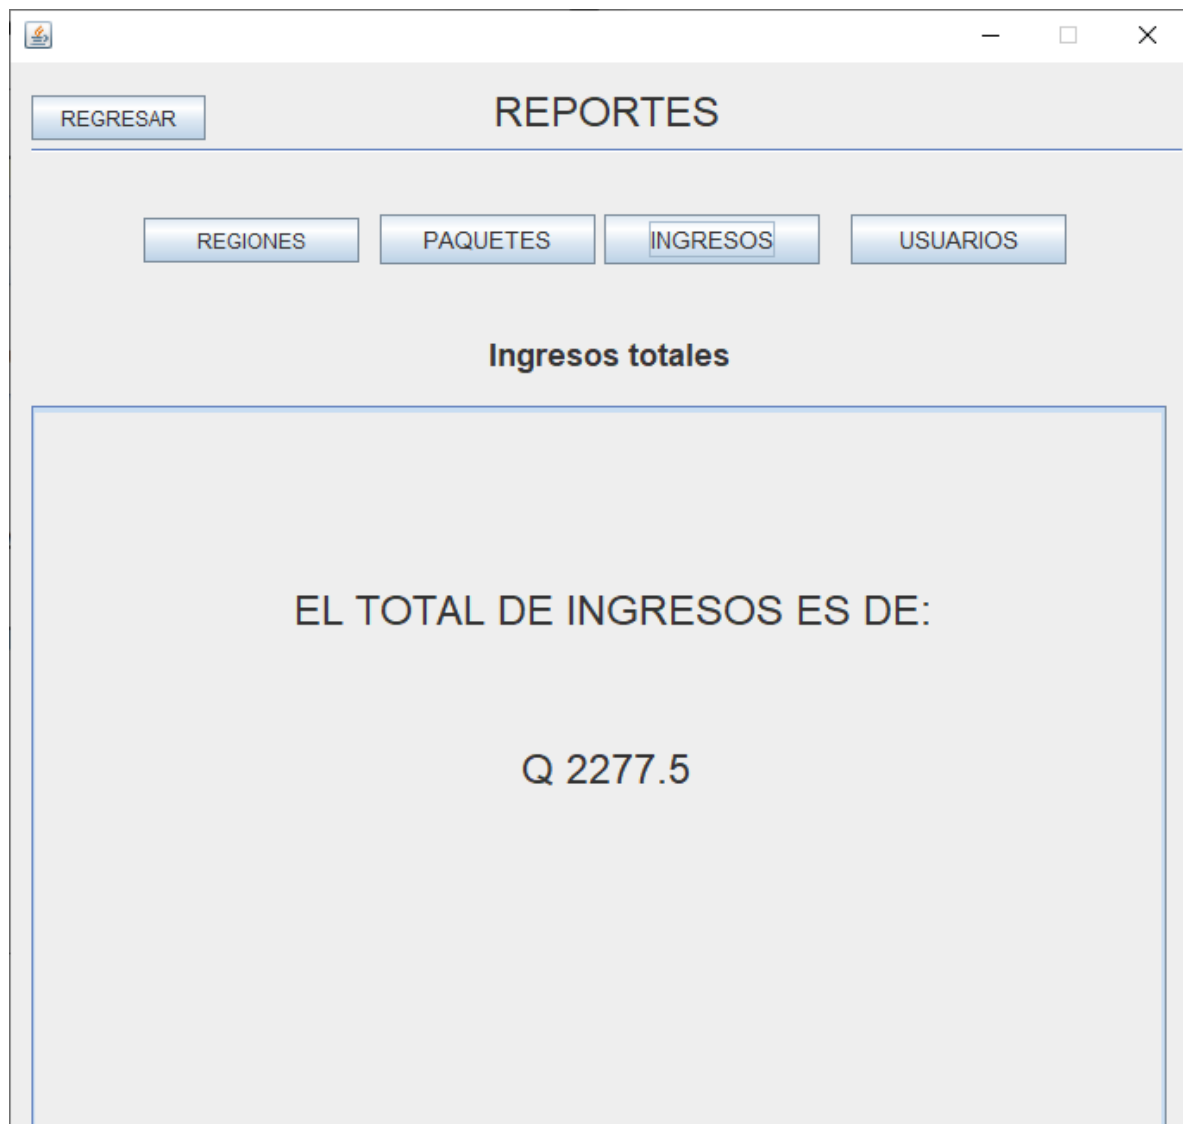 REGRESAR
REPORTES
REGIONES PAQUETES INGRESOS USUARIOS
Ingresos totales
EL TOTAL DE INGRESOS ES DE:
Q 2277.5